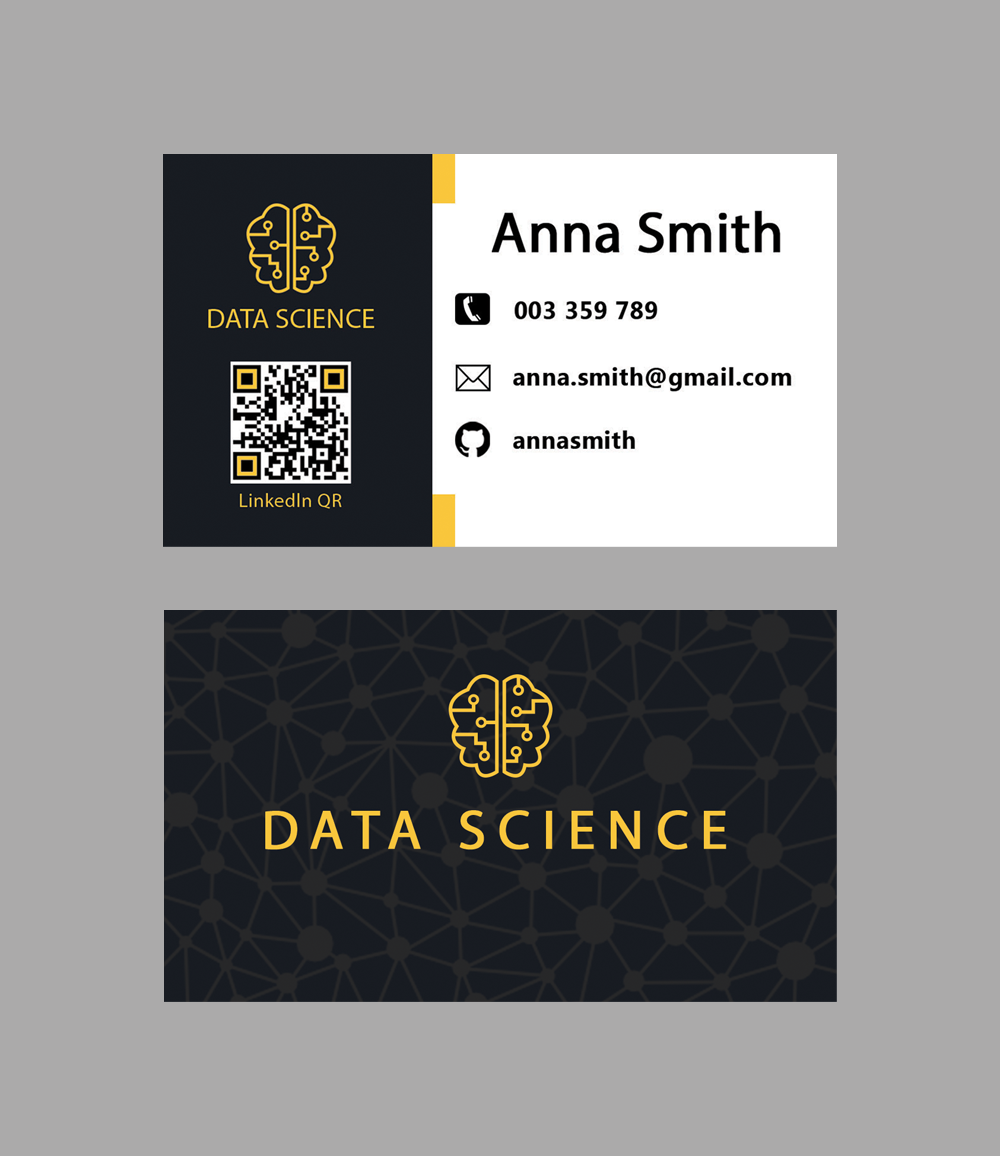 DATA SCIENCE
LinkedIn QR
Anna Smith
003 359 789
anna.smith@gmail.com
annasmith
DATA SCIENCE